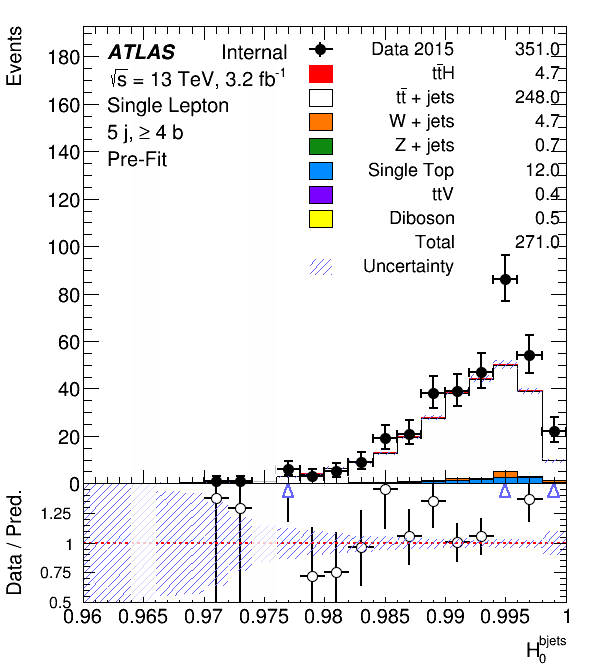 Events
ATLAS Internal
√s = 13 TeV, 3.2 fb⁻¹
Single Lepton
5 j, ≥ 4 b
Pre-Fit
Data 2015 351.0
tt̄H 4.7
tt̄ + jets 248.0
W + jets 4.7
Z + jets 0.7
Single Top 12.0
ttV 0.4
Diboson 0.5
Total 271.0
Uncertainty
180
160
140
120
100
80
60
40
20
0
Data / Pred.
1.25
1
0.75
0.5
0.96 0.965 0.97 0.975 0.98 0.985 0.99 0.995 1
H₀^bjets